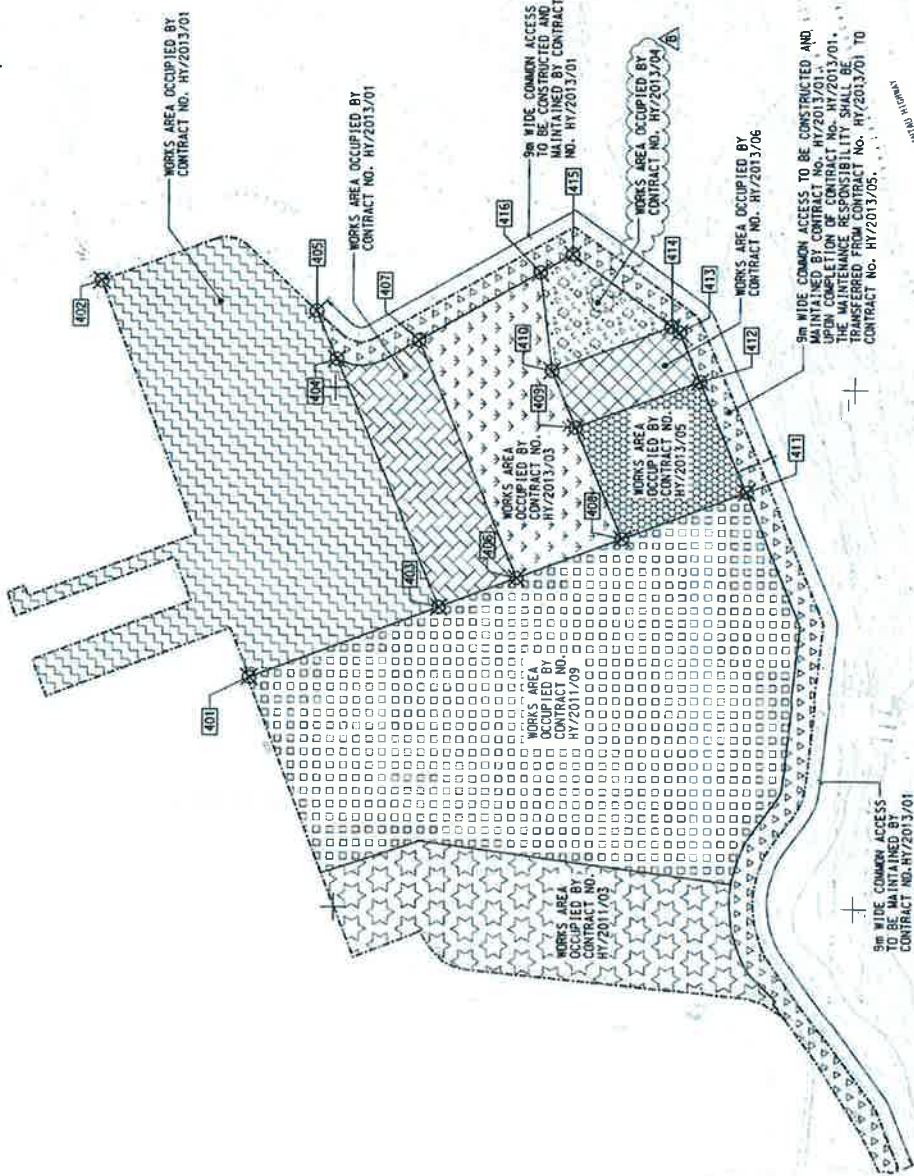 WORKS AREA OCCUPIED BY
CONTRACT NO. HY/2013/01
402
405
WORKS AREA OCCUPIED BY
CONTRACT NO. HY/2013/01
404
407
9m WIDE COMMON ACCESS
TO BE CONSTRUCTED AND
MAINTAINED BY CONTRACT
NO. HY/2013/01
416
WORKS AREA OCCUPIED BY
CONTRACT NO. HY/2013/04
B
415
410
414
409
413
WORKS AREA OCCUPIED BY
CONTRACT NO. HY/2013/06
412
WORKS AREA
OCCUPIED BY
CONTRACT NO.
HY/2013/03
WORKS AREA
OCCUPIED BY
CONTRACT NO.
HY/2013/05
408
411
9m WIDE COMMON ACCESS TO BE CONSTRUCTED AND
MAINTAINED BY CONTRACT No. HY/2013/01.
UPON COMPLETION OF CONTRACT No. HY/2013/01,
THE MAINTENANCE RESPONSIBILITY SHALL BE
TRANSFERRED FROM CONTRACT No. HY/2013/01 TO
CONTRACT No. HY/2013/05.
HIGHWAY
403
406
401
WORKS AREA
OCCUPIED BY
CONTRACT NO.
HY/2011/09
WORKS AREA
OCCUPIED BY
CONTRACT NO.
HY/2011/03
9m WIDE COMMON ACCESS
TO BE MAINTAINED BY
CONTRACT NO.HY/2013/01